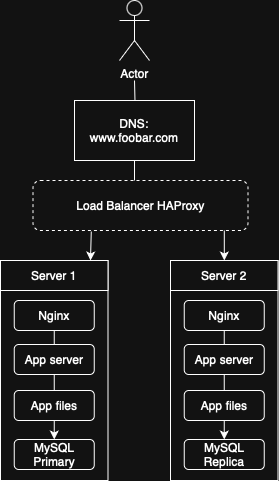 Actor
DNS:
www.foobar.com
Load Balancer HAProxy
Server 1
Nginx
App server
App files
MySQL
Primary
Server 2
Nginx
App server
App files
MySQL
Replica